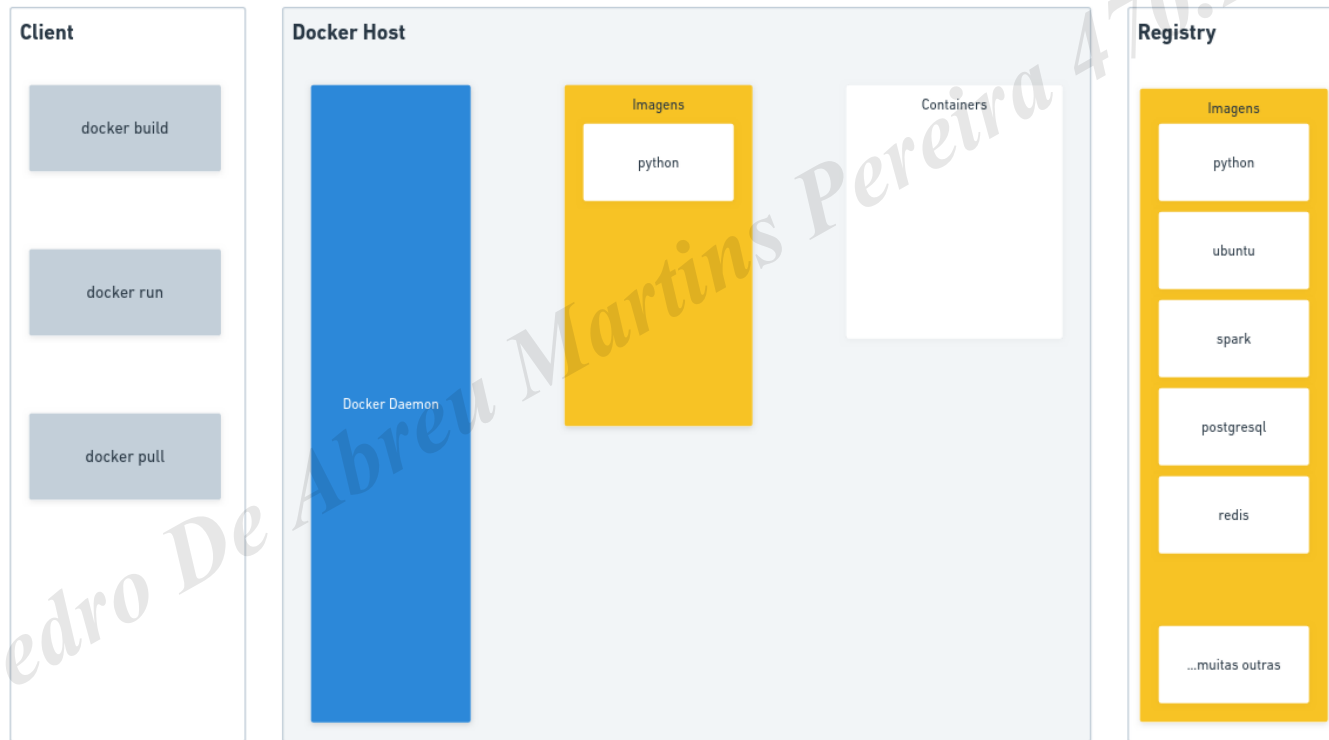 Client
docker build
docker run
docker pull
Docker Host
Docker Daemon
Imagens
python
Containers
Registry
Imagens
python
ubuntu
spark
postgresql
redis
...muitas outras
edro De Abreu Martins Pereira 470.